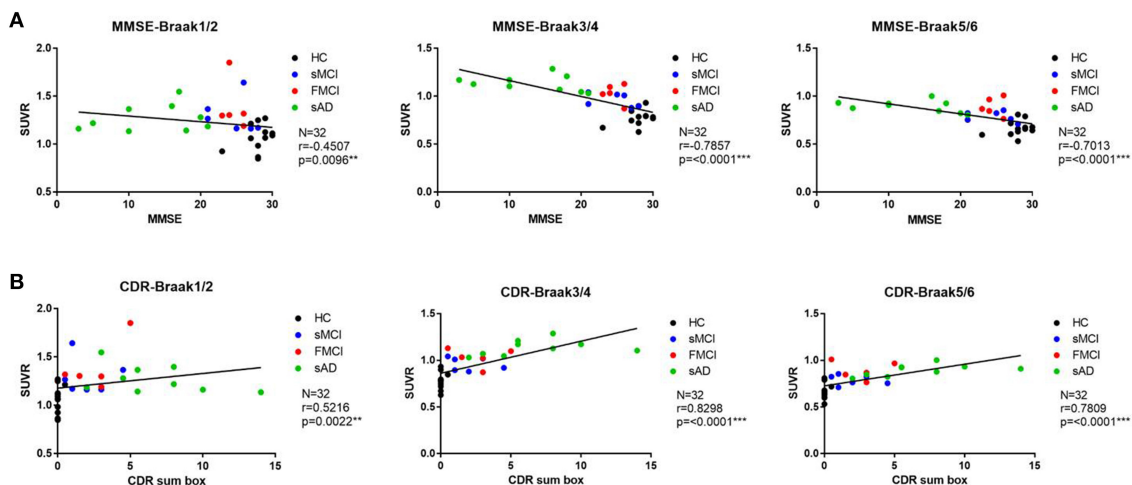 A
MMSE-Braak1/2
2.0
1.5
1.0
0.5
SUVR
0 10 20 30
MMSE
HC
sMCI
FMCI
sAD
N=32
r=-0.4507
p=0.0096**
MMSE-Braak3/4
1.5
1.0
0.5
0.0
SUVR
0 10 20 30
MMSE
HC
sMCI
FMCI
sAD
N=32
r=-0.7857
p=<0.0001***
MMSE-Braak5/6
1.5
1.0
0.5
0.0
SUVR
0 10 20 30
MMSE
HC
sMCI
FMCI
sAD
N=32
r=-0.7013
p=<0.0001***
B
CDR-Braak1/2
2.0
1.5
1.0
0.5
SUVR
0 5 10 15
CDR sum box
HC
sMCI
FMCI
sAD
N=32
r=0.5216
p=0.0022**
CDR-Braak3/4
1.5
1.0
0.5
0.0
SUVR
0 5 10 15
CDR sum box
HC
sMCI
FMCI
sAD
N=32
r=0.8298
p=<0.0001***
CDR-Braak5/6
1.5
1.0
0.5
0.0
SUVR
0 5 10 15
CDR sum box
HC
sMCI
FMCI
sAD
N=32
r=0.7809
p=<0.0001***